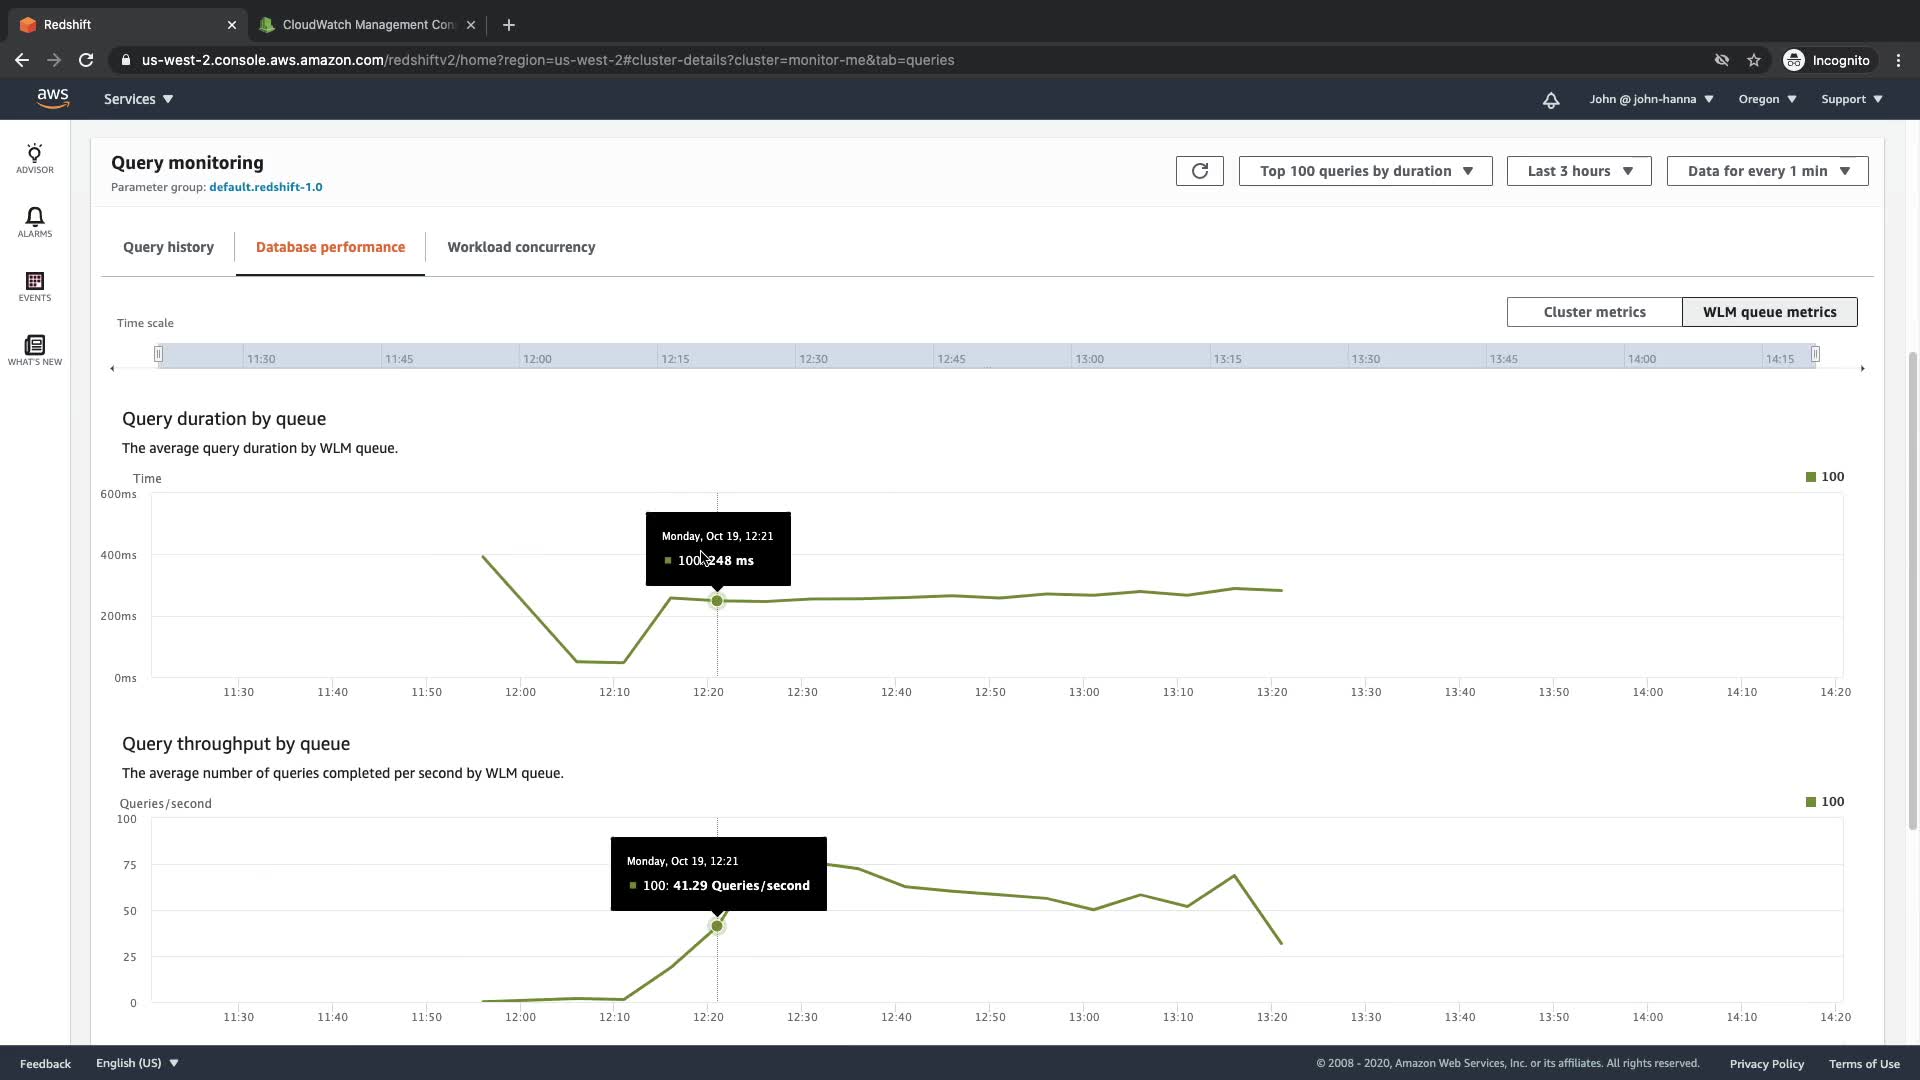 Redshift
CloudWatch Management Con
us-west-2.console.aws.amazon.com/redshiftv2/home?region=us-west-2#cluster-details?cluster=monitor-me&tab=queries
Incognito
aws
Services
John @ john-hanna
Oregon
Support
ADVISOR
ALARMS
EVENTS
WHAT'S NEW
Query monitoring
Parameter group: default.redshift-1.0
Top 100 queries by duration
Last 3 hours
Data for every 1 min
Query history
Database performance
Workload concurrency
Cluster metrics
WLM queue metrics
Time scale
11:30 11:45 12:00 12:15 12:30 12:45 13:00 13:15 13:30 13:45 14:00 14:15
Query duration by queue
The average query duration by WLM queue.
Time
100
600ms
400ms
200ms
0ms
Monday, Oct 19, 12:21
100: 248 ms
11:30 11:40 11:50 12:00 12:10 12:20 12:30 12:40 12:50 13:00 13:10 13:20 13:30 13:40 13:50 14:00 14:10 14:20
Query throughput by queue
The average number of queries completed per second by WLM queue.
Queries/second
100
100
75
50
25
0
Monday, Oct 19, 12:21
100: 41.29 Queries/second
11:30 11:40 11:50 12:00 12:10 12:20 12:30 12:40 12:50 13:00 13:10 13:20 13:30 13:40 13:50 14:00 14:10 14:20
Feedback
English (US)
© 2008 - 2020, Amazon Web Services, Inc. or its affiliates. All rights reserved.
Privacy Policy
Terms of Use